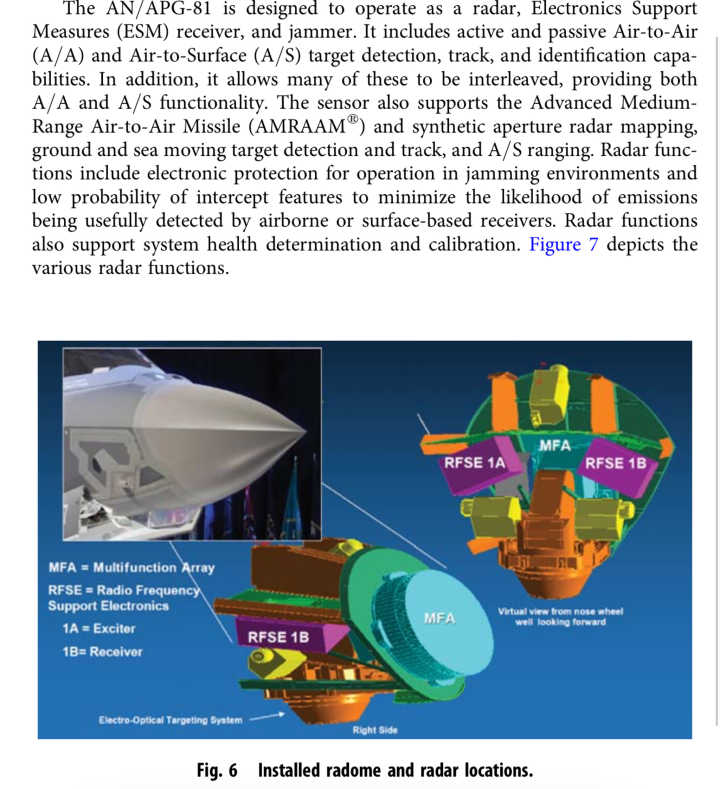 The AN/APG-81 is designed to operate as a radar, Electronics Support
Measures (ESM) receiver, and jammer. It includes active and passive Air-to-Air
(A/A) and Air-to-Surface (A/S) target detection, track, and identification capa-
bilities. In addition, it allows many of these to be interleaved, providing both
A/A and A/S functionality. The sensor also supports the Advanced Medium-
Range Air-to-Air Missile (AMRAAM®) and synthetic aperture radar mapping,
ground and sea moving target detection and track, and A/S ranging. Radar func-
tions include electronic protection for operation in jamming environments and
low probability of intercept features to minimize the likelihood of emissions
being usefully detected by airborne or surface-based receivers. Radar functions
also support system health determination and calibration. Figure 7 depicts the
various radar functions.
MFA
RFSE 1A
RFSE 1B
Virtual view from nose wheel
well looking forward
MFA = Multifunction Array
RFSE = Radio Frequency
Support Electronics
1A = Exciter
1B= Receiver
MFA
RFSE 1B
Electro-Optical Targeting System
Right Side
Fig. 6 Installed radome and radar locations.